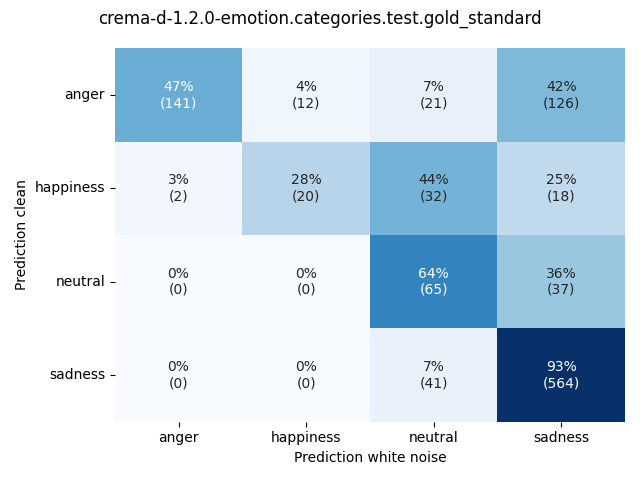 crema-d-1.2.0-emotion.categories.test.gold_standard
Prediction clean
anger
47%
(141)
4%
(12)
7%
(21)
42%
(126)
happiness
3%
(2)
28%
(20)
44%
(32)
25%
(18)
neutral
0%
(0)
0%
(0)
64%
(65)
36%
(37)
sadness
0%
(0)
0%
(0)
7%
(41)
93%
(564)
anger
happiness
neutral
sadness
Prediction white noise